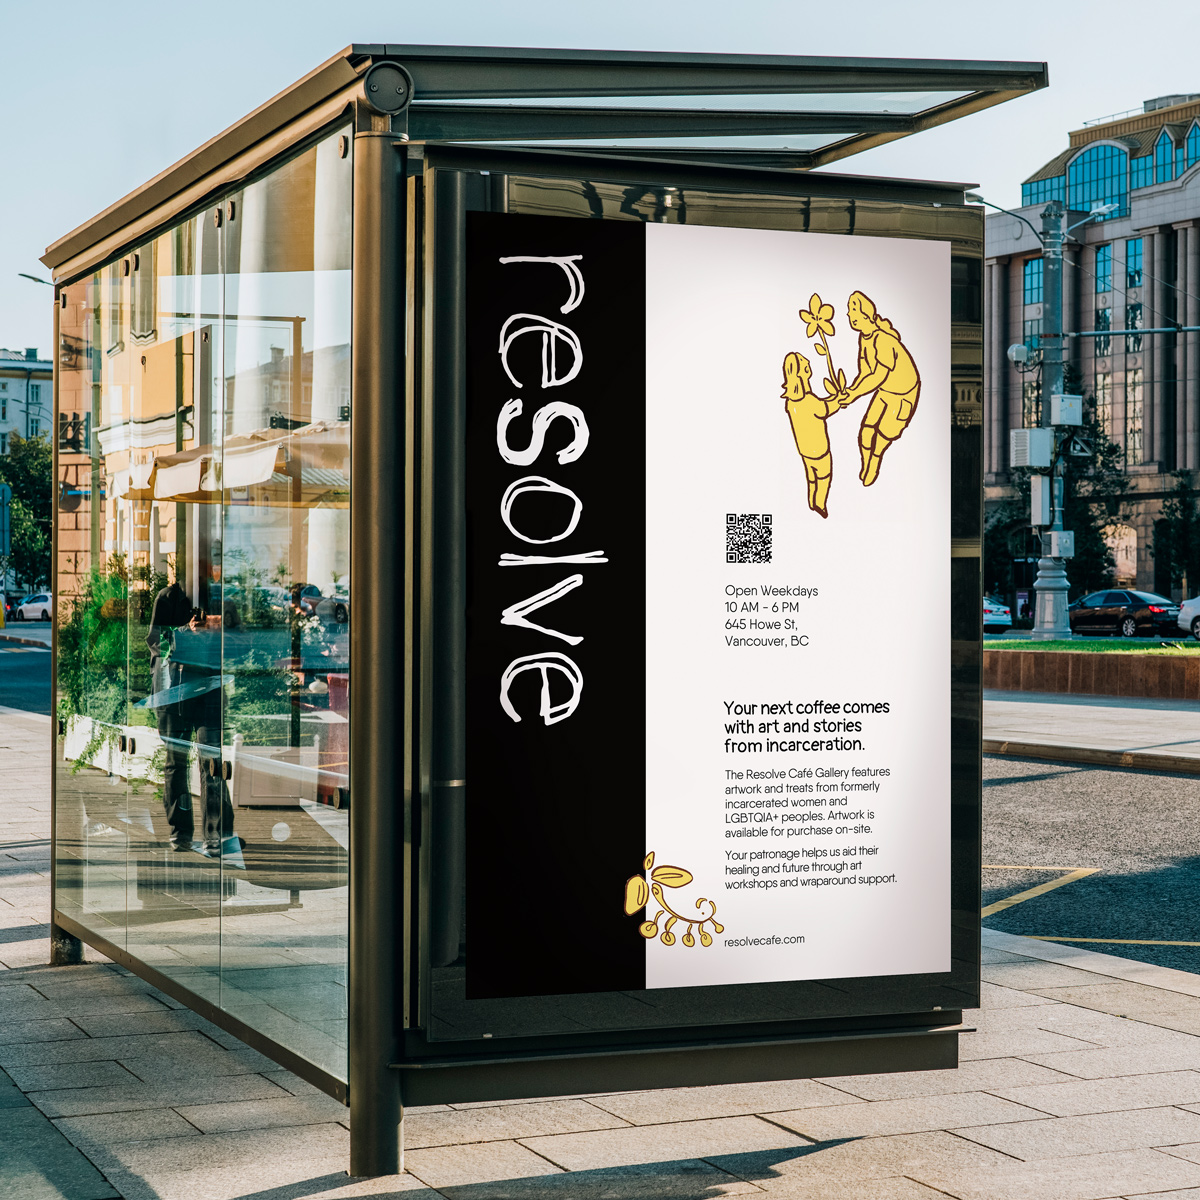 resolve
Open Weekdays
10 AM - 6 PM
645 Howe St,
Vancouver, BC
Your next coffee comes
with art and stories
from incarceration.
The Resolve Café Gallery features
artwork and treats from formerly
incarcerated women and
LGBTQIA+ peoples. Artwork is
available for purchase on-site.
Your patronage helps us aid their
healing and future through art
workshops and wraparound support.
resolvecafe.com